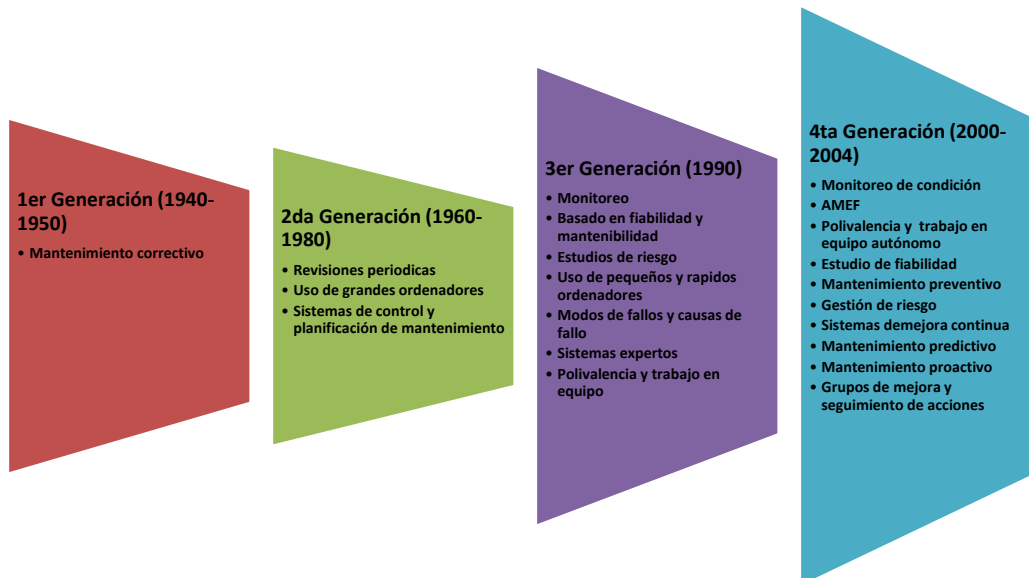 1er Generación (1940-
1950)
• Mantenimiento correctivo
2da Generación (1960-
1980)
• Revisiones periodicas
• Uso de grandes ordenadores
• Sistemas de control y
planificación de mantenimiento
3er Generación (1990)
• Monitoreo
• Basado en fiabilidad y
mantenibilidad
• Estudios de riesgo
• Uso de pequeños y rapidos
ordenadores
• Modos de fallos y causas de
fallo
• Sistemas expertos
• Polivalencia y trabajo en
equipo
4ta Generación (2000-
2004)
• Monitoreo de condición
• AMEF
• Polivalencia y trabajo en
equipo autónomo
• Estudio de fiabilidad
• Mantenimiento preventivo
• Gestión de riesgo
• Sistemas demejora continua
• Mantenimiento predictivo
• Mantenimiento proactivo
• Grupos de mejora y
seguimiento de acciones